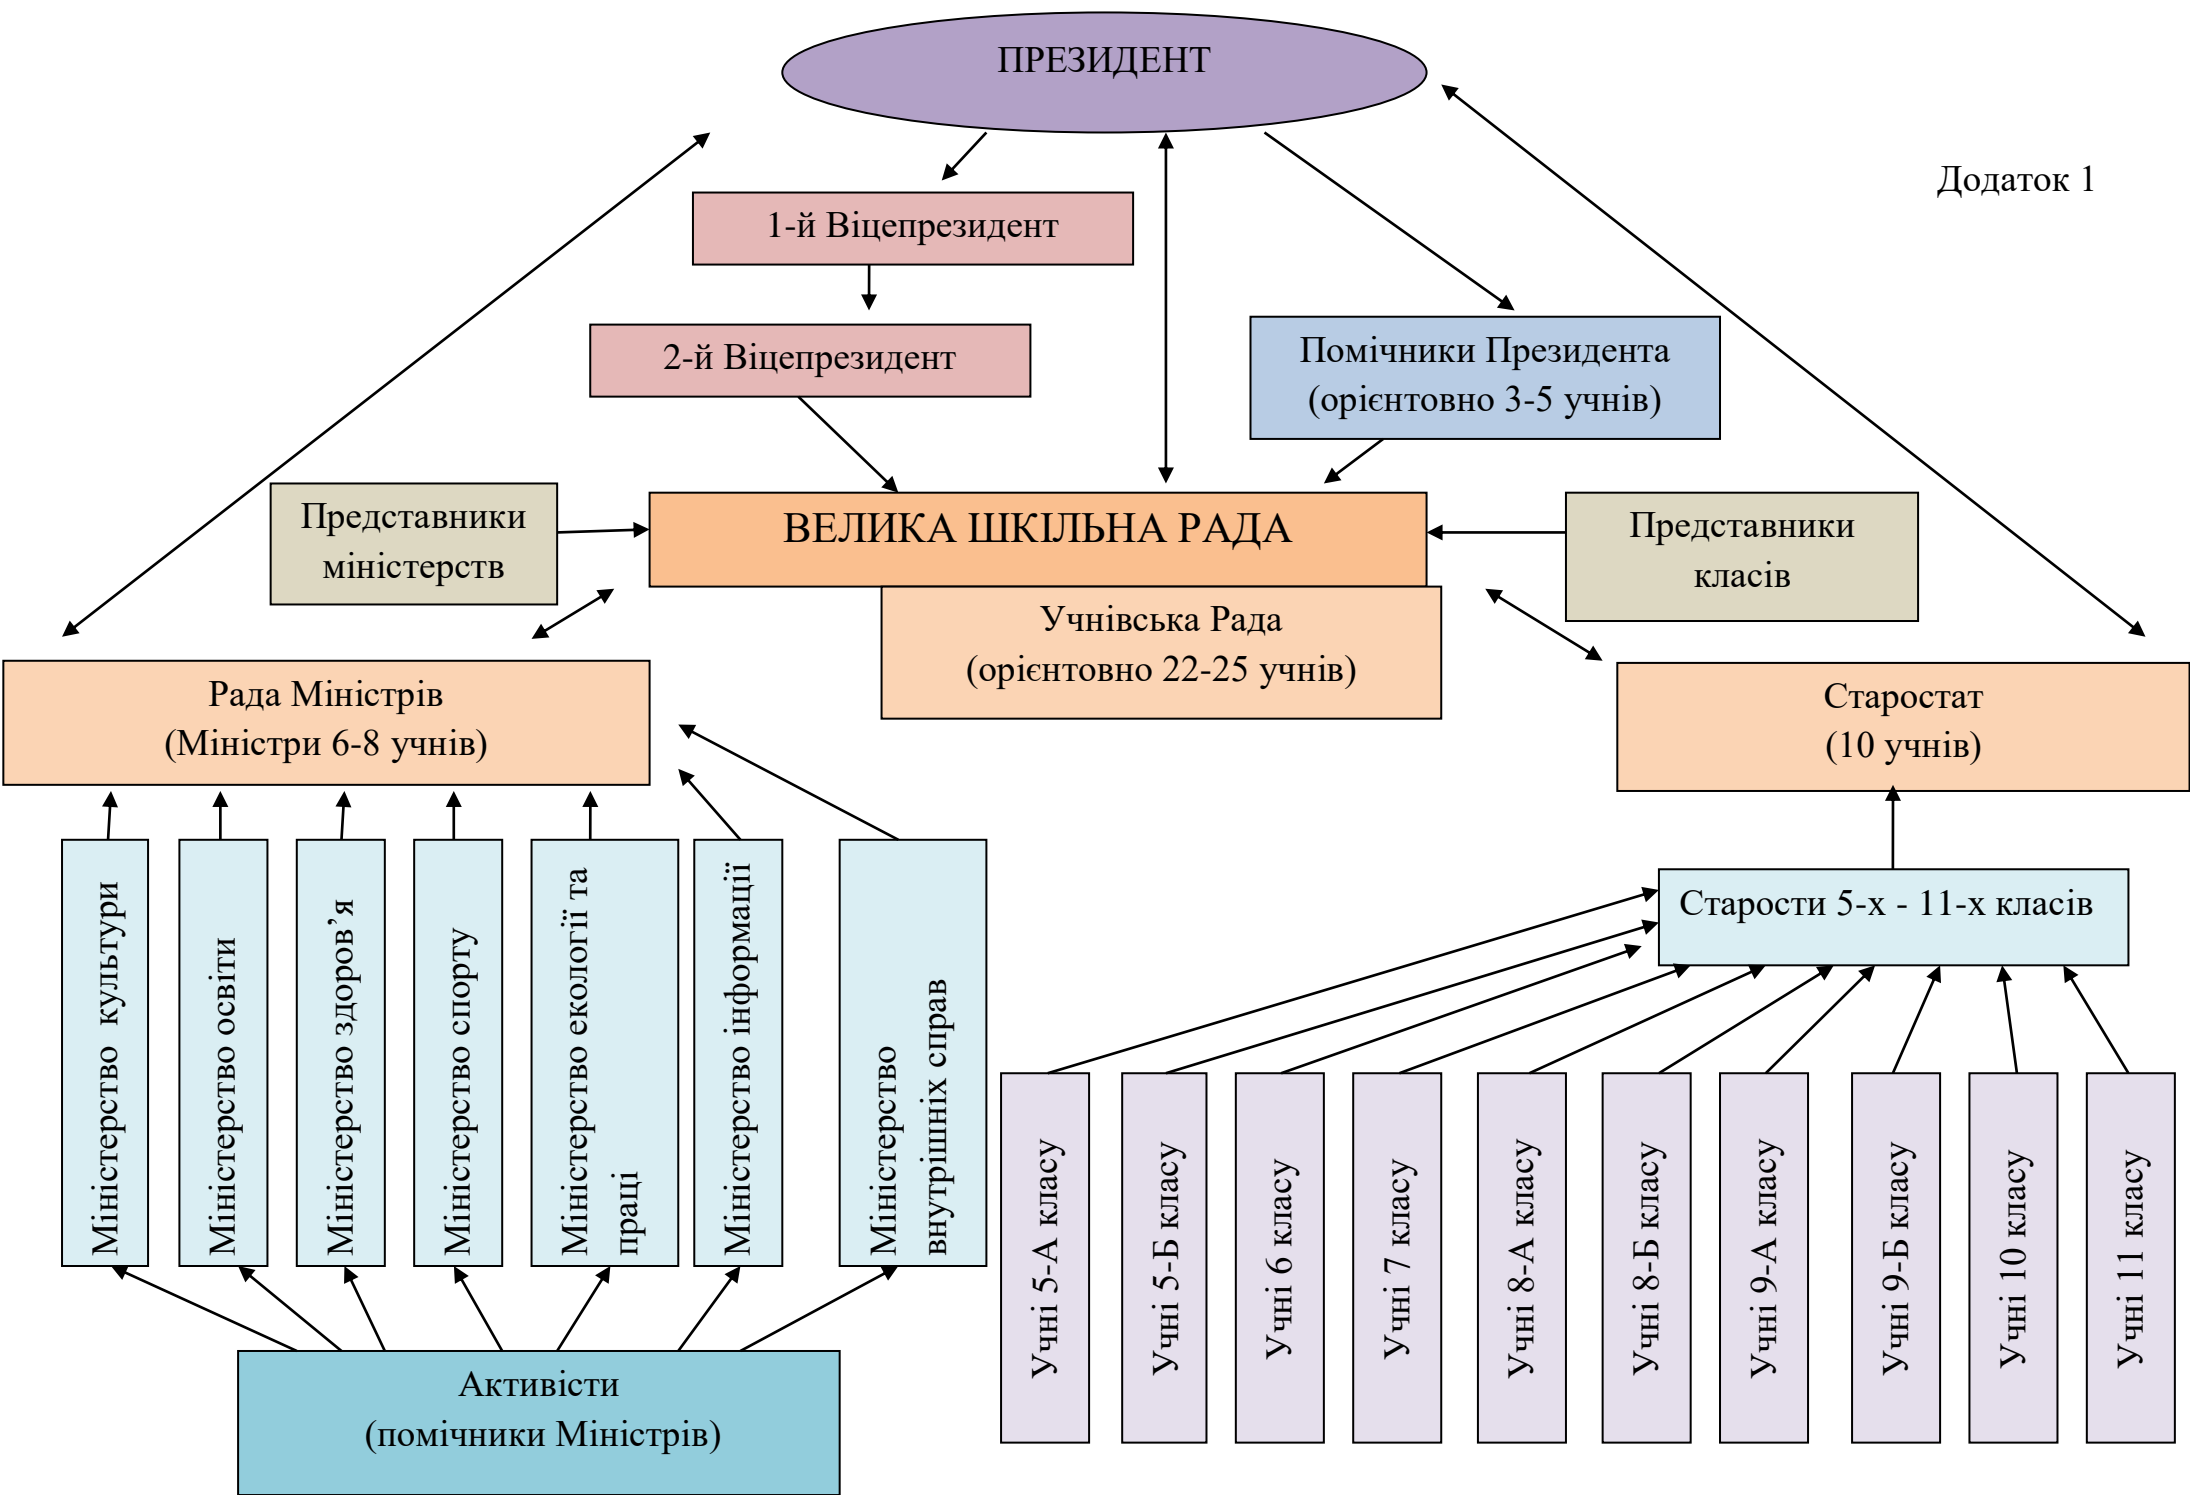 ПРЕЗИДЕНТ
Додаток 1
1-й Віцепрезидент
2-й Віцепрезидент
Помічники Президента
(орієнтовно 3-5 учнів)
Представники
міністерств
ВЕЛИКА ШКІЛЬНА РАДА
Представники
класів
Учнівська Рада
(орієнтовно 22-25 учнів)
Рада Міністрів
(Міністри 6-8 учнів)
Старостат
(10 учнів)
Міністерство культури
Міністерство освіти
Міністерство здоров’я
Міністерство спорту
Міністерство екології та
праці
Міністерство інформації
Міністерство
внутрішніх справ
Старости 5-х - 11-х класів
Учні 5-А класу
Учні 5-Б класу
Учні 6 класу
Учні 7 класу
Учні 8-А класу
Учні 8-Б класу
Учні 9-А класу
Учні 9-Б класу
Учні 10 класу
Учні 11 класу
Активісти
(помічники Міністрів)